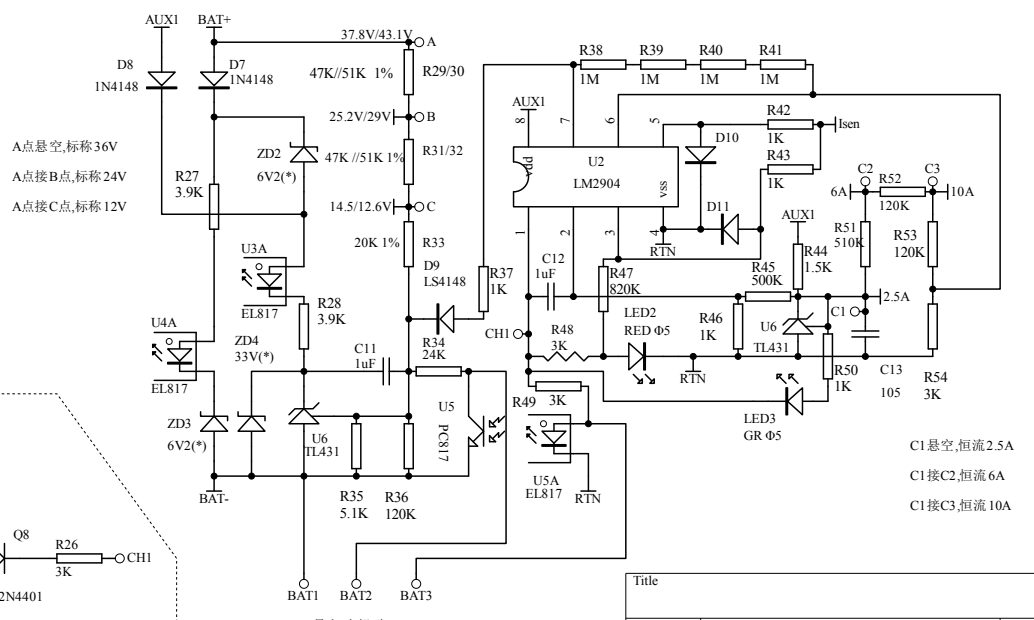 AUX1
BAT+
37.8V/43.1V
A
D8
1N4148
D7
1N4148
47K//51K 1%
R29/30
25.2V/29V
B
A点悬空,标称36V
A点接B点,标称24V
A点接C点,标称12V
ZD2
6V2(*)
47K //51K 1%
R31/32
R27
3.9K
14.5/12.6V
C
20K 1%
R33
U3A
EL817
D9
LS4148
R37
1K
R28
3.9K
U4A
EL817
ZD4
33V(*)
C11
1uF
R34
24K
ZD3
6V2(*)
U6
TL431
U5
PC817
BAT-
R35
5.1K
R36
120K
BAT1
BAT2
BAT3
R38
1M
R39
1M
R40
1M
R41
1M
AUX1
8
7
6
5
U2
LM2904
VSS
1
2
3
4
RTN
D10
D11
R42
1K
R43
1K
Isen
C2
C3
6A
R52
120K
10A
R51
510K
R53
120K
AUX1
R44
1.5K
R45
500K
2.5A
C1
C12
1uF
R47
820K
LED2
RED Φ5
R46
1K
U6
TL431
CH1
R48
3K
RTN
R50
1K
C13
105
R54
3K
R49
3K
LED3
GR Φ5
U5A
EL817
RTN
C1悬空,恒流2.5A
C1接C2,恒流6A
C1接C3,恒流10A
Q8
2N4401
R26
3K
CH1
Title